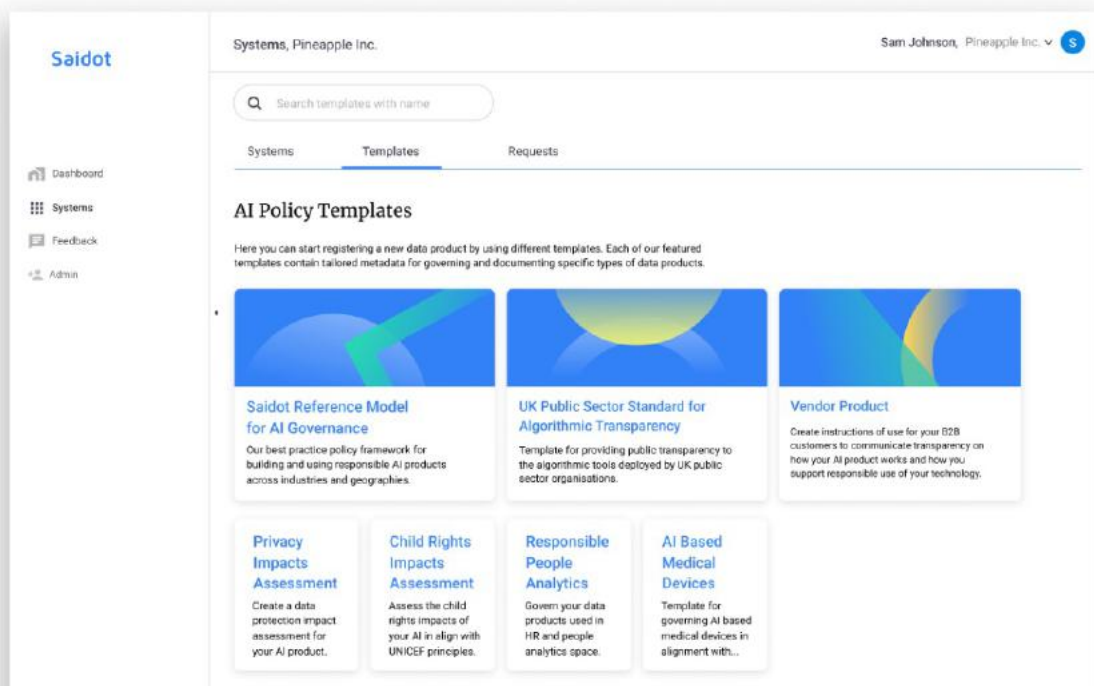 Saidot
Systems, Pineapple Inc.
Sam Johnson, Pineapple Inc.
S
Search templates with name
Systems
Templates
Requests
Dashboard
Systems
Feedback
Admin
AI Policy Templates
Here you can start registering a new data product by using different templates. Each of our featured
templates contain tailored metadata for governing and documenting specific types of data products.
Saidot Reference Model
for AI Governance
Our best practice policy framework for
building and using responsible AI products
across industries and geographies.
UK Public Sector Standard for
Algorithmic Transparency
Template for providing public transparency to
the algorithmic tools deployed by UK public
sector organisations.
Vendor Product
Create instructions of use for your B2B
customers to communicate transparency on
how your AI product works and how you
support responsible use of your technology.
Privacy
Impacts
Assessment
Create a data
protection impact
assessment for
your AI product.
Child Rights
Impacts
Assessment
Assess the child
rights impacts of
your AI in align with
UNICEF principles.
Responsible
People
Analytics
Govern your data
products used in
HR and people
analytics space.
AI Based
Medical
Devices
Template for
governing AI based
medical devices in
alignment with...